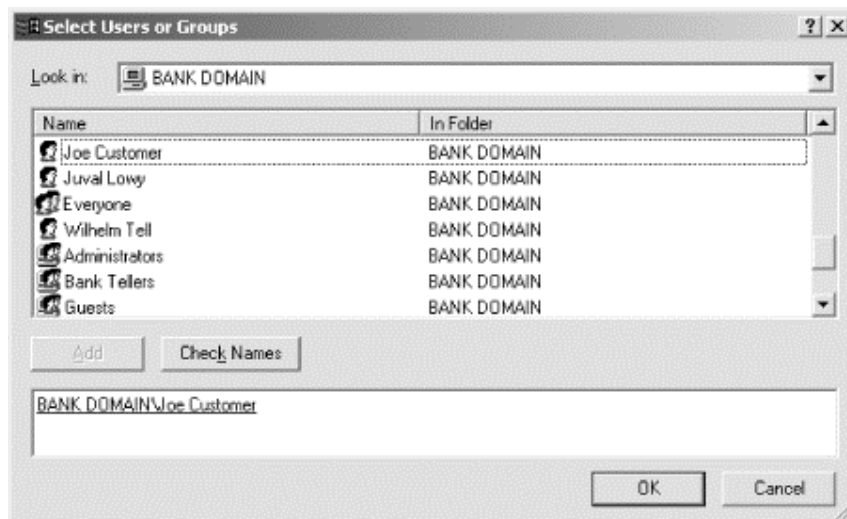 Select Users or Groups
Look in: BANK DOMAIN
Name In Folder
Joe Customer BANK DOMAIN
Juval Lowy BANK DOMAIN
Everyone BANK DOMAIN
Wilhelm Tell BANK DOMAIN
Administrators BANK DOMAIN
Bank Tellers BANK DOMAIN
Guests BANK DOMAIN
Add Check Names
BANK DOMAIN\Joe Customer
OK Cancel